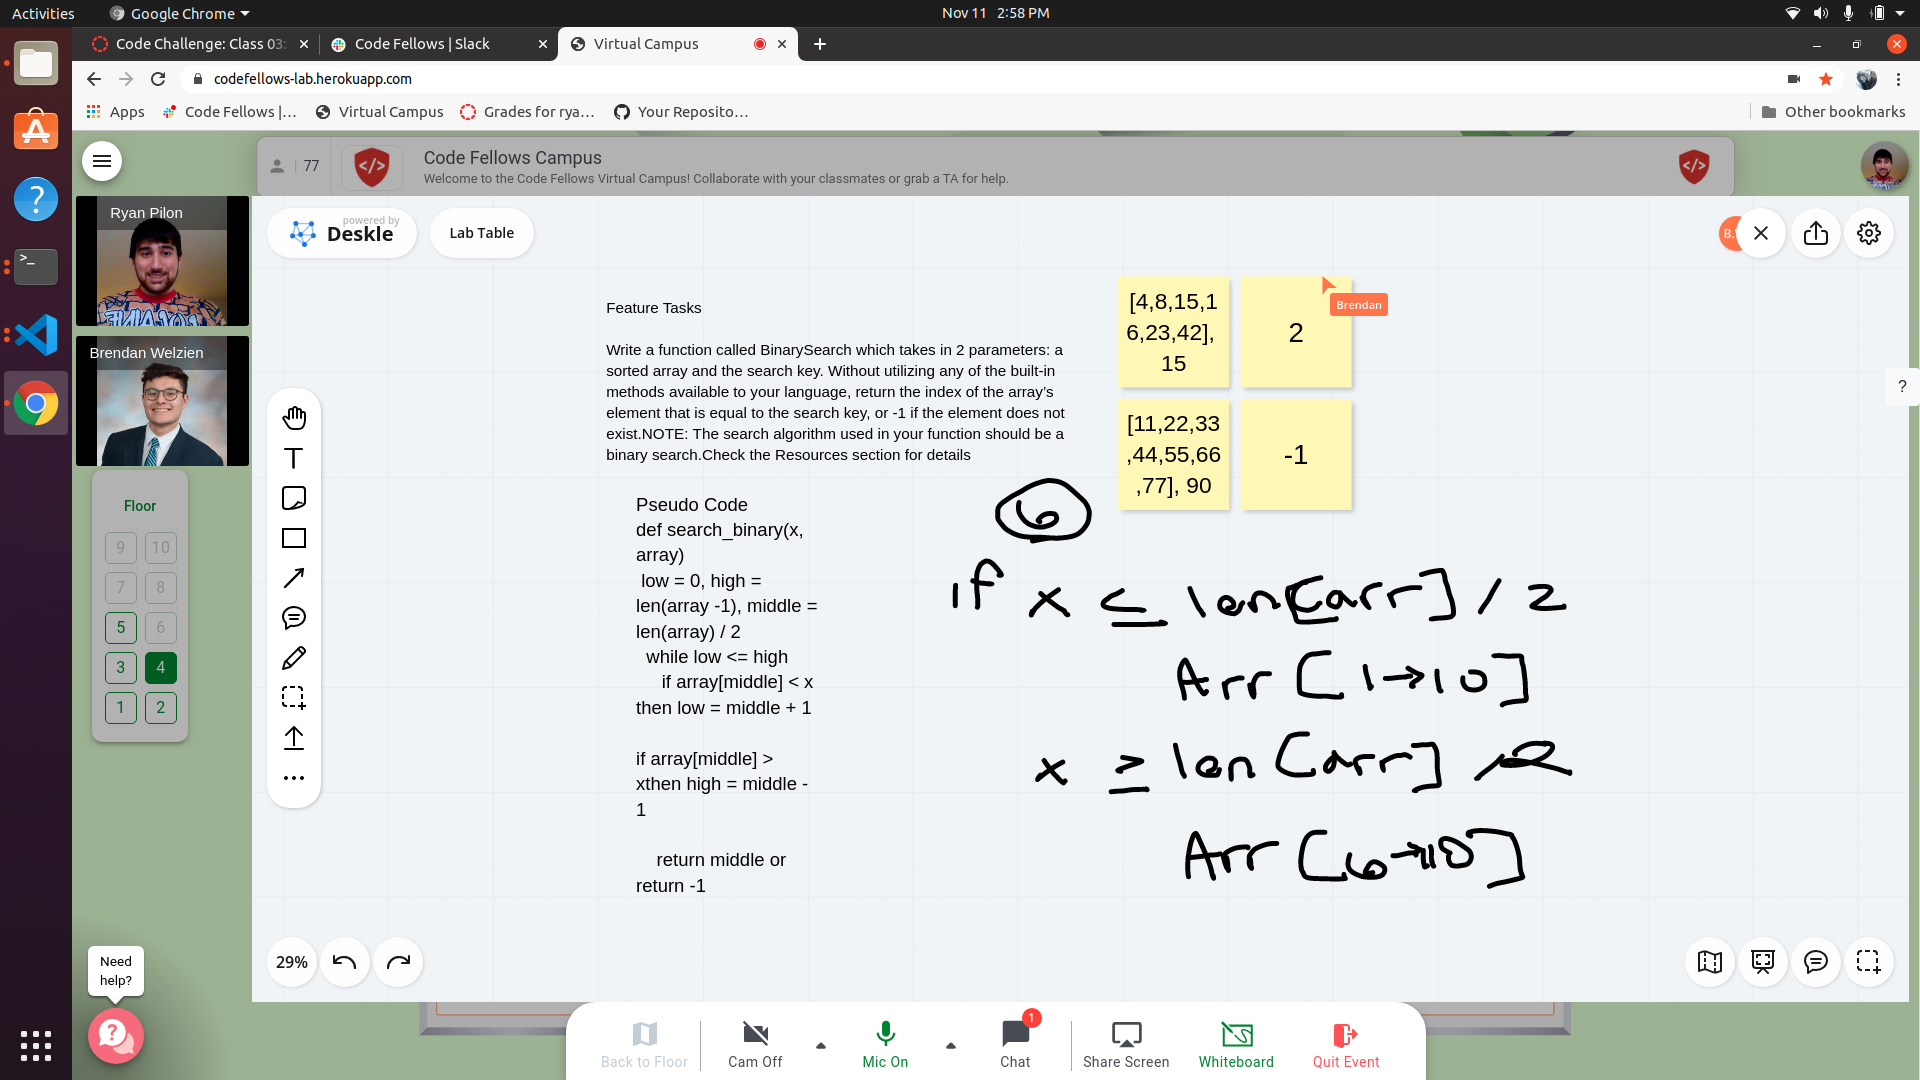 Activities
Google Chrome
Nov 11 2:58 PM
Code Challenge: Class 03:
Code Fellows | Slack
Virtual Campus
codefellows-lab.herokuapp.com
Apps
Code Fellows |...
Virtual Campus
Grades for rya...
Your Reposito...
Other bookmarks
77
Code Fellows Campus
Welcome to the Code Fellows Virtual Campus! Collaborate with your classmates or grab a TA for help.
Ryan Pilon
Brendan Welzien
powered by
Deskle
Lab Table
B.
Feature Tasks
Write a function called BinarySearch which takes in 2 parameters: a
sorted array and the search key. Without utilizing any of the built-in
methods available to your language, return the index of the array's
element that is equal to the search key, or -1 if the element does not
exist.NOTE: The search algorithm used in your function should be a
binary search.Check the Resources section for details
[4,8,15,1
6,23,42],
15
2
Brendan
[11,22,33
,44,55,66
,77], 90
-1
?
Pseudo Code
def search_binary(x,
array)
low = 0, high =
len(array -1), middle =
len(array) / 2
while low <= high
if array[middle] < x
then low = middle + 1
if array[middle] >
xthen high = middle -
1
return middle or
return -1
6
if x ≤ len[arr] / 2
Arr [1→10]
x ≥ len[arr] / 2
Arr [6→10]
Floor
9 10
7 8
5 6
3 4
1 2
29%
Need
help?
Back to Floor
Cam Off
Mic On
1
Chat
Share Screen
Whiteboard
Quit Event